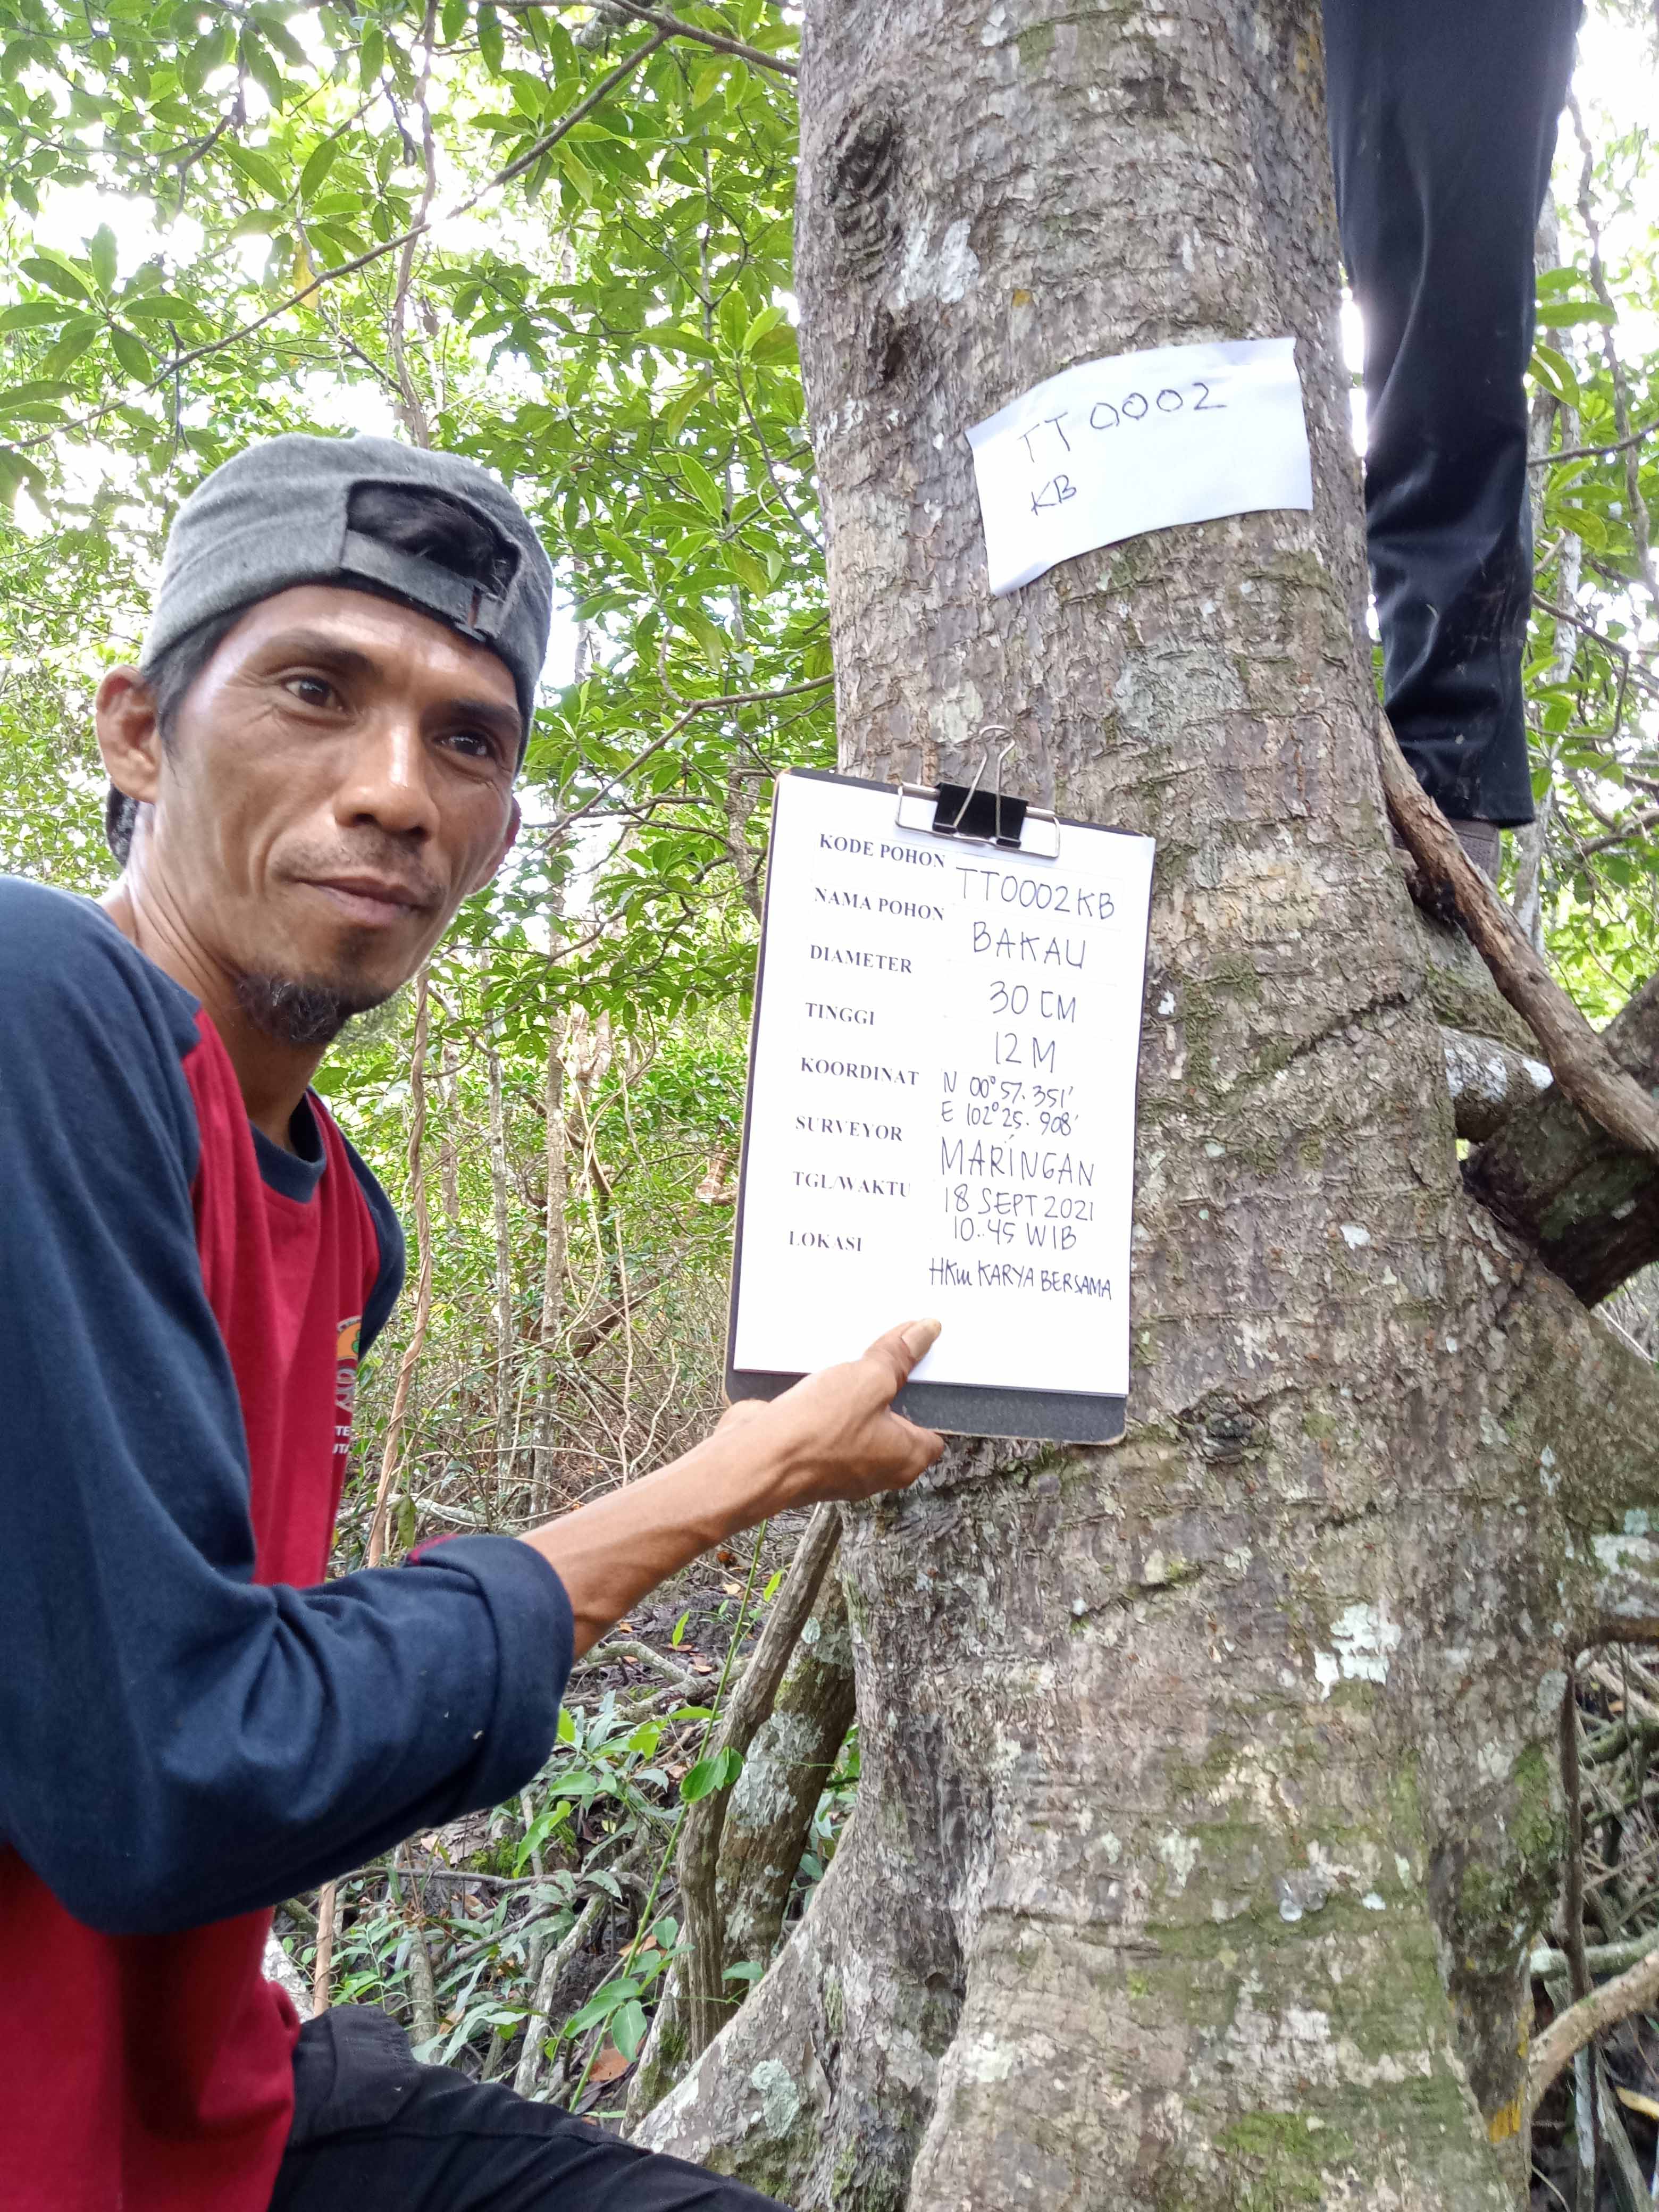 TT 0002
KB
KODE POHON TT0002KB
NAMA POHON BAKAU
DIAMETER 30 CM
TINGGI 12 M
KOORDINAT N 00° 57. 351'
E 102° 25. 908'
SURVEYOR MARINGAN
TGL/WAKTU 18 SEPT 2021
10.45 WIB
LOKASI HKm KARYA BERSAMA